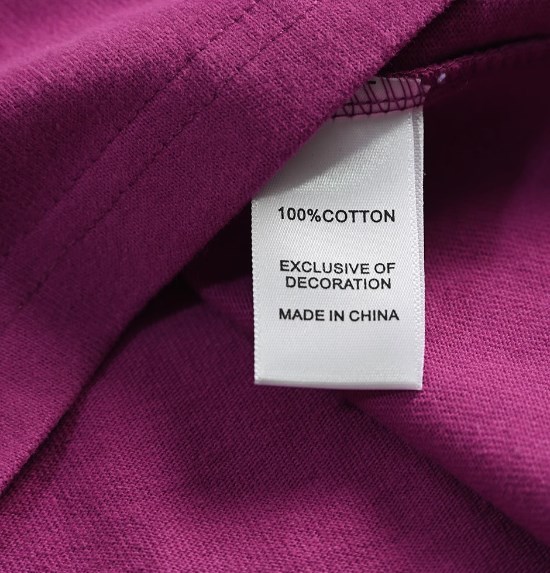 100%COTTON
EXCLUSIVE OF
DECORATION
MADE IN CHINA